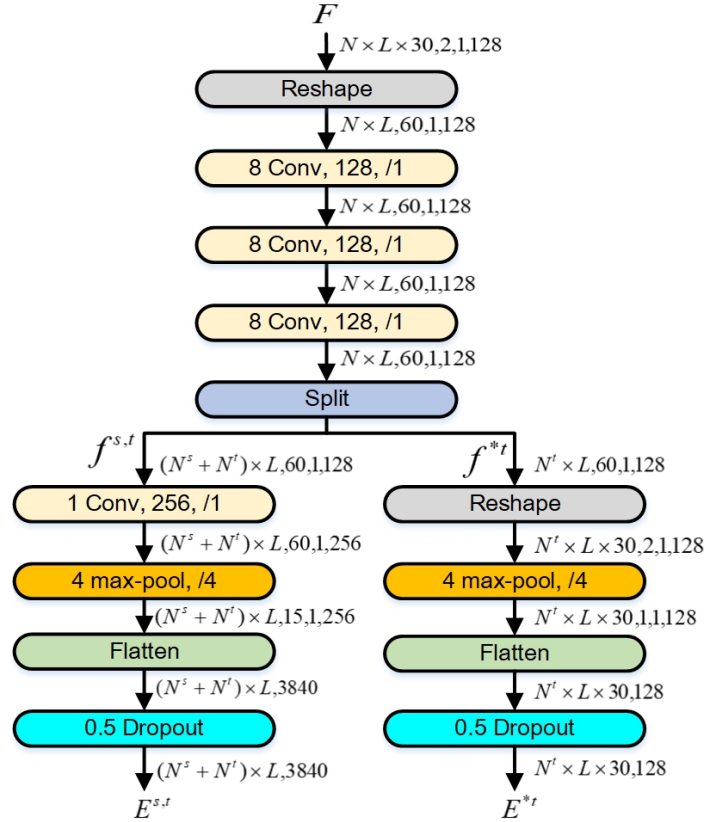 F
N × L × 30,2,1,128
Reshape
N × L,60,1,128
8 Conv, 128, /1
N × L,60,1,128
8 Conv, 128, /1
N × L,60,1,128
8 Conv, 128, /1
N × L,60,1,128
Split
f^{s,t}
(N^s + N^t) × L,60,1,128
1 Conv, 256, /1
(N^s + N^t) × L,60,1,256
4 max-pool, /4
(N^s + N^t) × L,15,1,256
Flatten
(N^s + N^t) × L,3840
0.5 Dropout
(N^s + N^t) × L,3840
E^{s,t}
f^{*t}
N^t × L,60,1,128
Reshape
N^t × L × 30,2,1,128
4 max-pool, /4
N^t × L × 30,1,1,128
Flatten
N^t × L × 30,128
0.5 Dropout
N^t × L × 30,128
E^{*t}